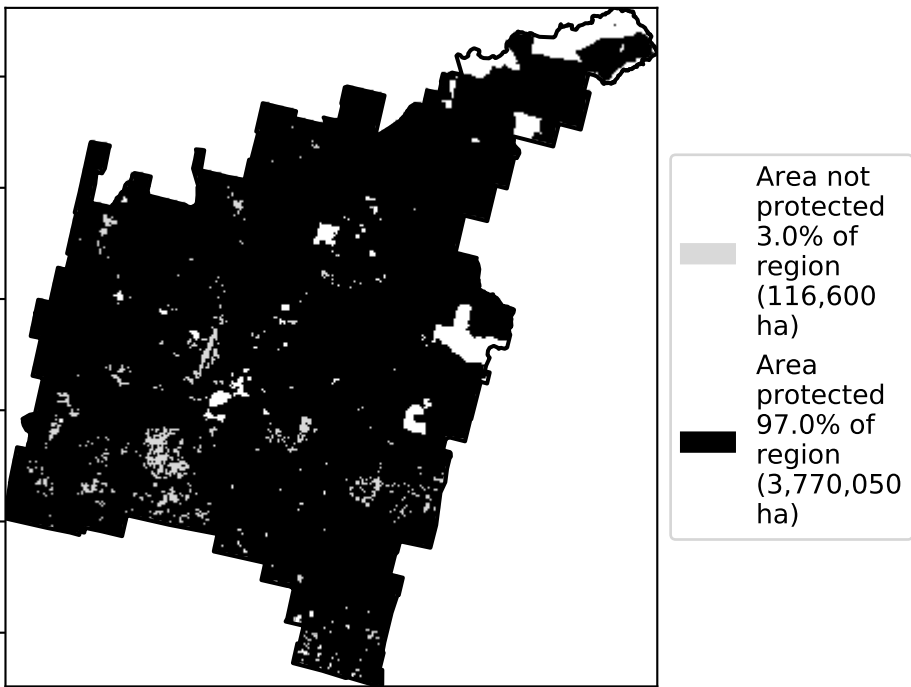 Area not
protected
3.0% of
region
(116,600
ha)
Area
protected
97.0% of
region
(3,770,050
ha)